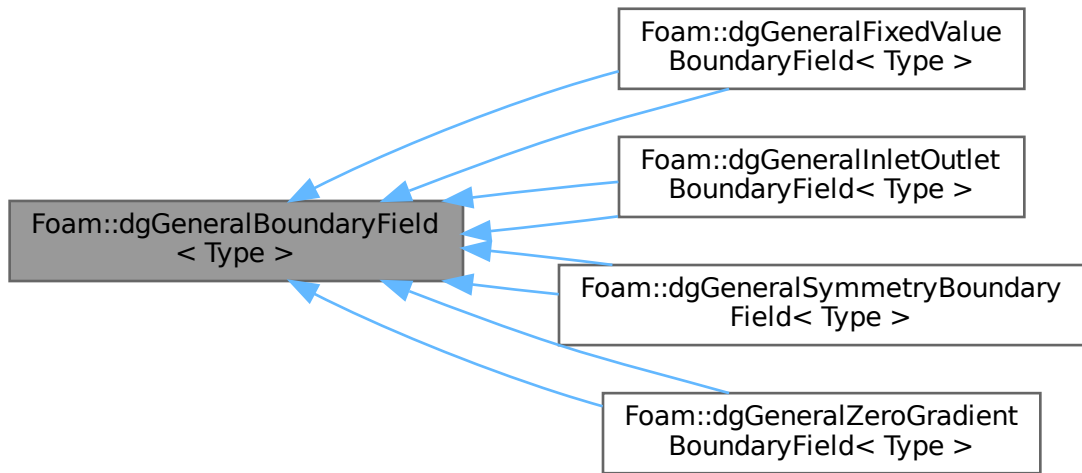 Foam::dgGeneralFixedValue
BoundaryField< Type >
Foam::dgGeneralInletOutlet
BoundaryField< Type >
Foam::dgGeneralBoundaryField
< Type >
Foam::dgGeneralSymmetryBoundary
Field< Type >
Foam::dgGeneralZeroGradient
BoundaryField< Type >